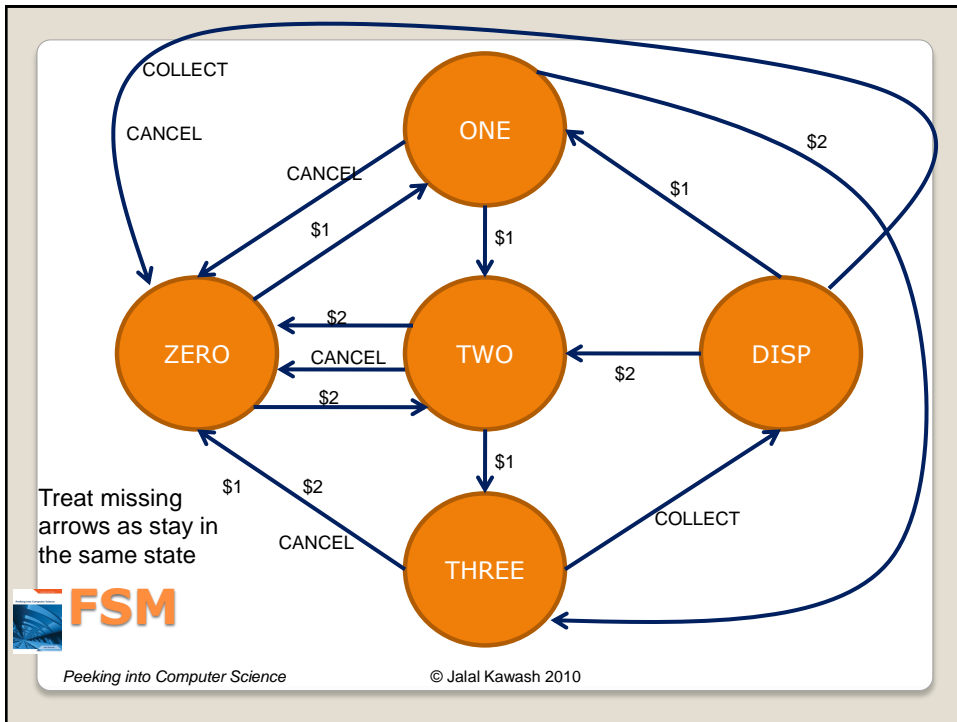 COLLECT
CANCEL
ONE
$2
CANCEL
$1
$1
$1
ZERO
$2
CANCEL
$2
TWO
$2
DISP
$1
Treat missing
arrows as stay in
the same state
$1
$2
CANCEL
THREE
COLLECT
FSM
Peeking into Computer Science
© Jalal Kawash 2010